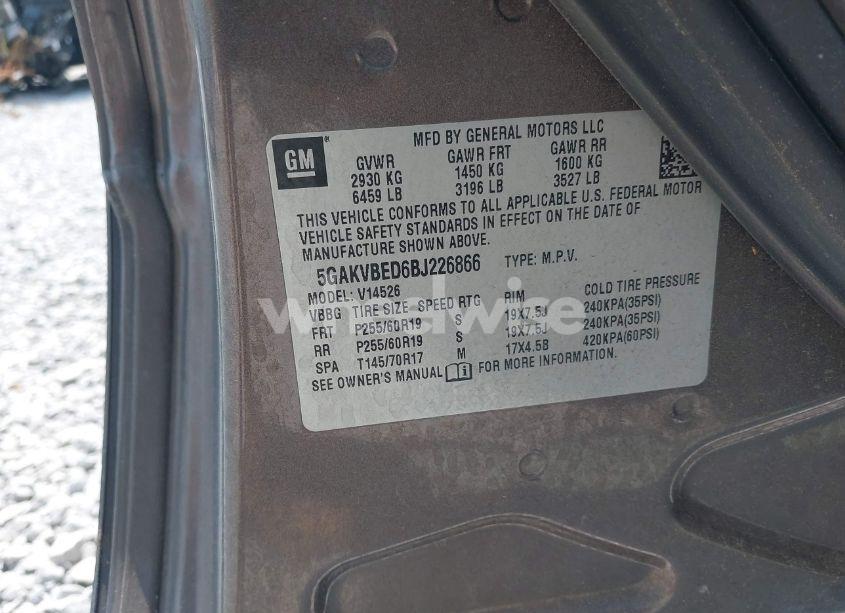 MFD BY GENERAL MOTORS LLC
GM
GVWR GAWR FRT GAWR RR
2930 KG 1450 KG 1600 KG
6459 LB 3196 LB 3527 LB
THIS VEHICLE CONFORMS TO ALL APPLICABLE U.S. FEDERAL MOTOR
VEHICLE SAFETY STANDARDS IN EFFECT ON THE DATE OF
MANUFACTURE SHOWN ABOVE.
5GAKVBED6BJ226866 TYPE: M.P.V.
MODEL: V14526
VBBG TIRE SIZE SPEED RTG RIM COLD TIRE PRESSURE
FRT P255/60R19 S 19X7.5J 240KPA(35PSI)
RR P255/60R19 S 19X7.5J 240KPA(35PSI)
SPA T145/70R17 M 17X4.5B 420KPA(60PSI)
SEE OWNER'S MANUAL FOR MORE INFORMATION.
wheelwise